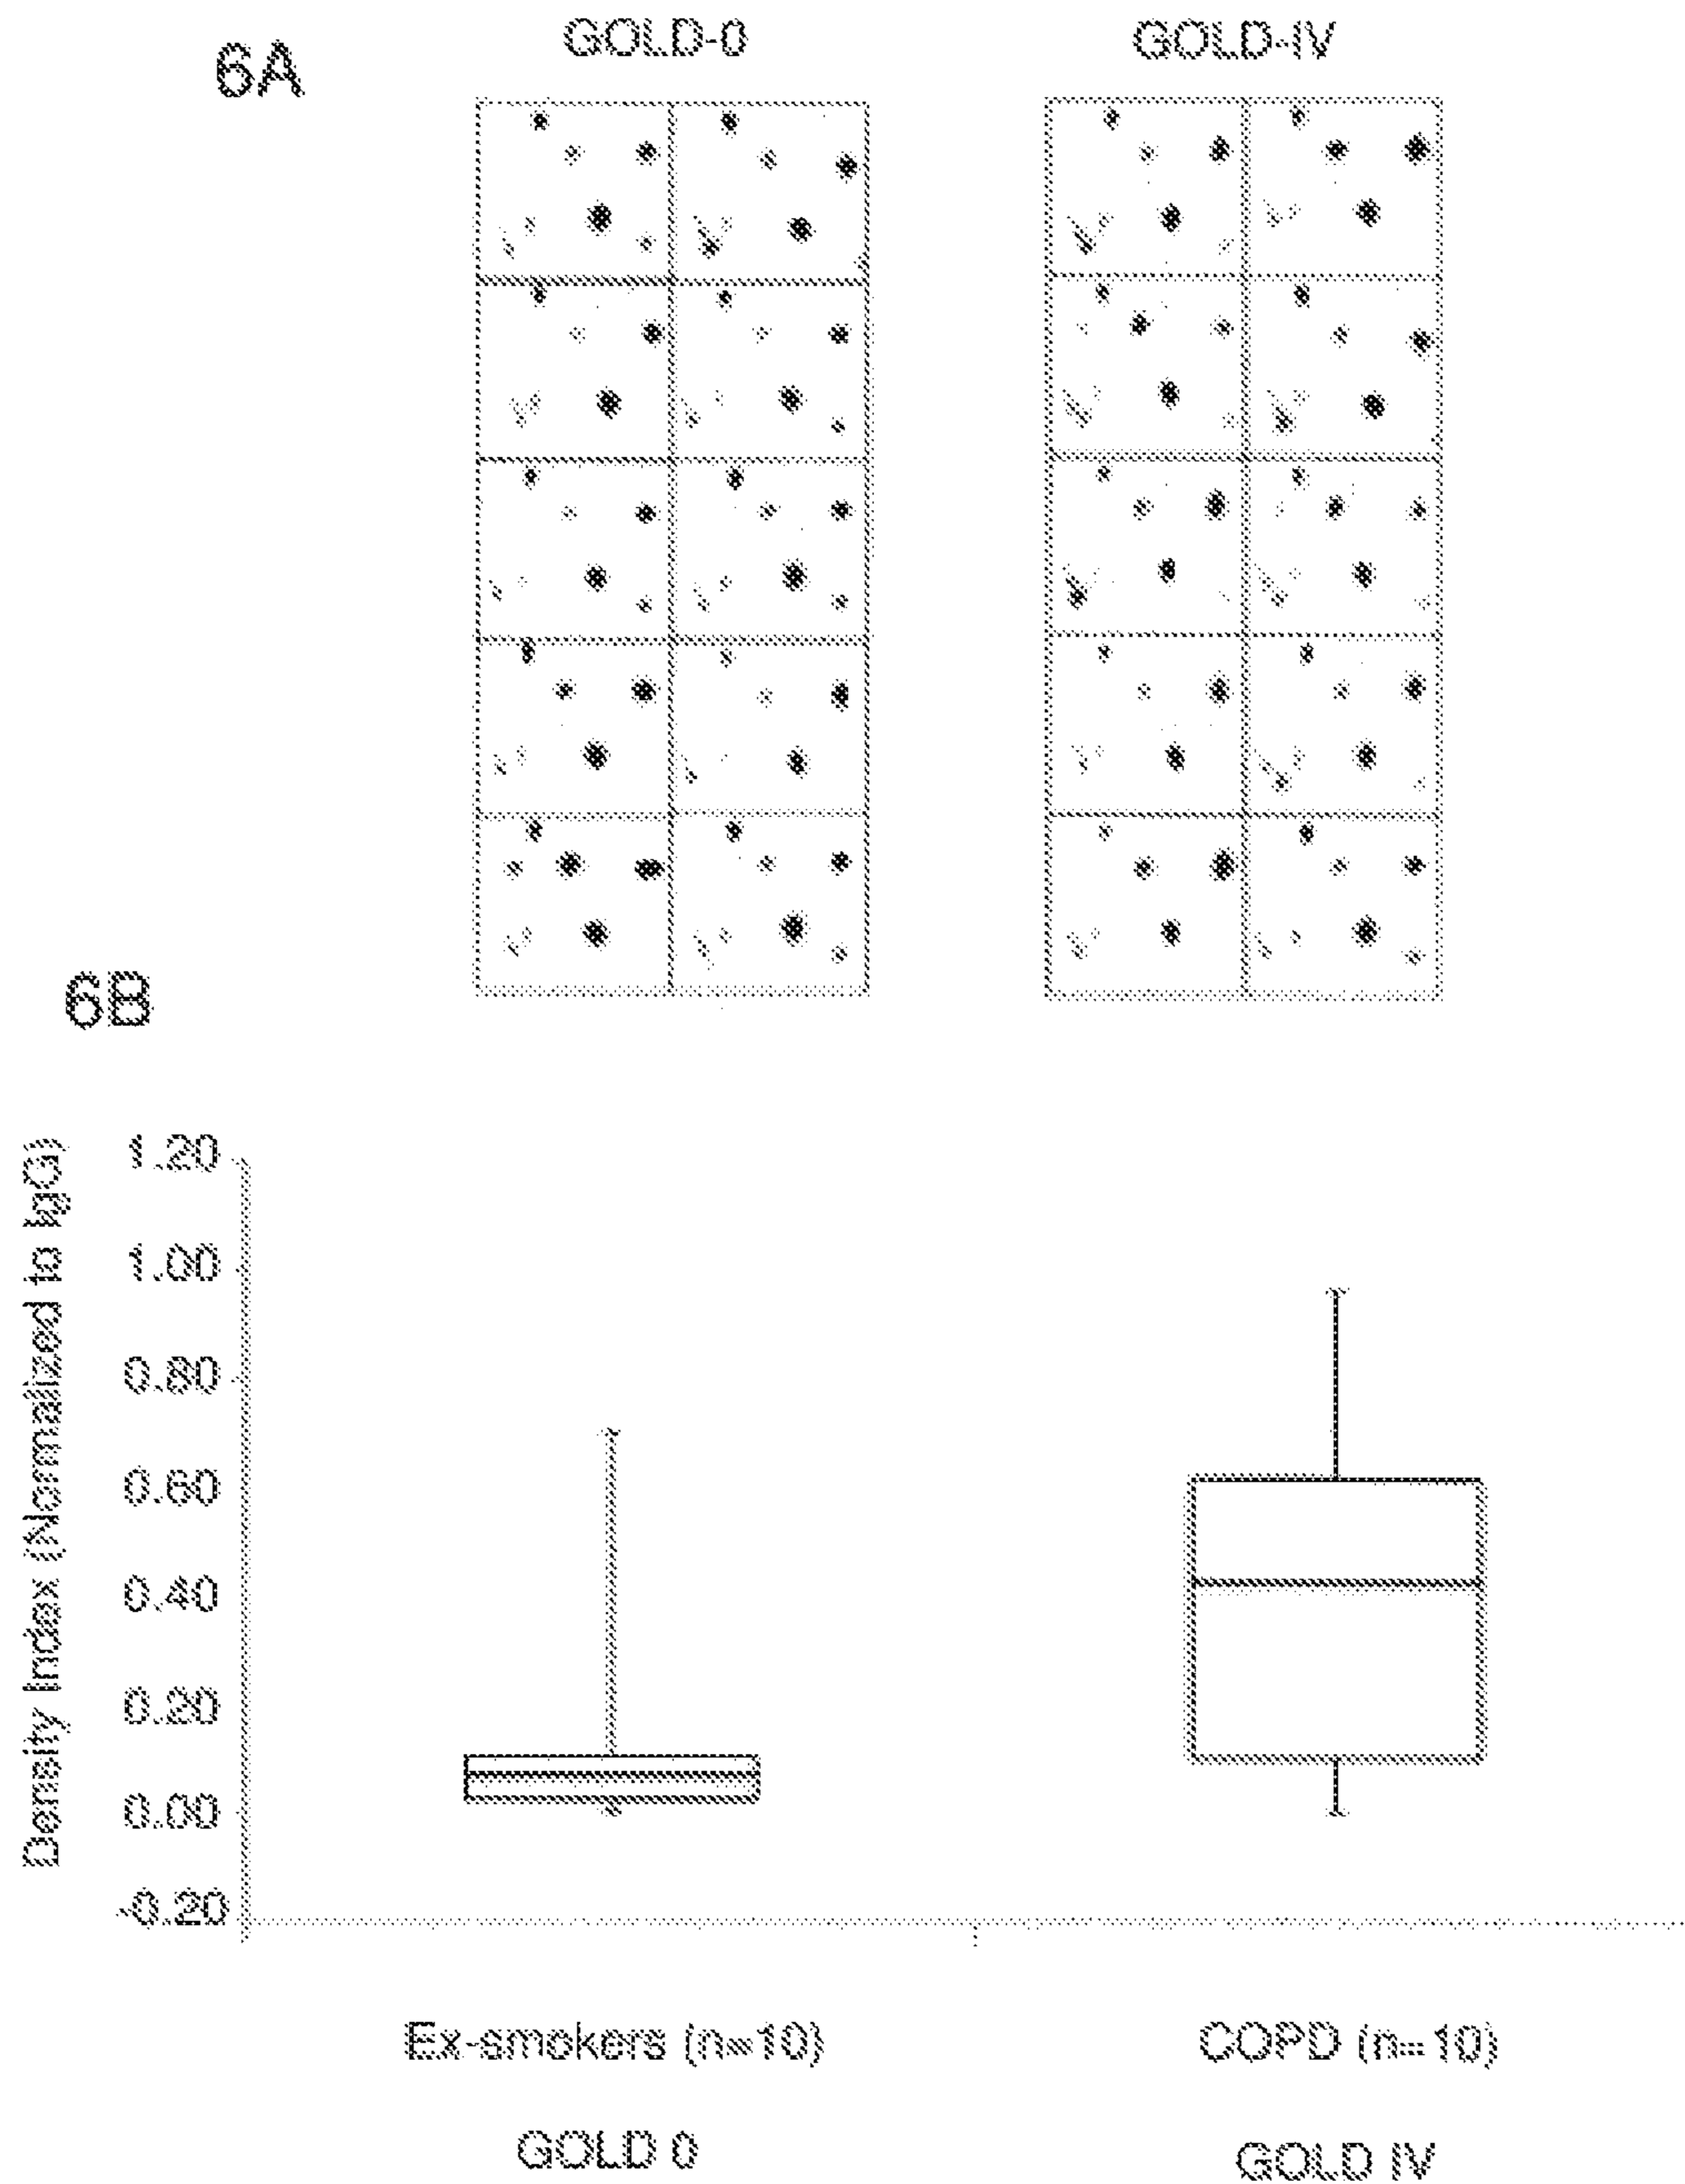 6A
GOLD-0
GOLD-IV
6B
Density Index (Normalized to IgG)
1.20
1.00
0.80
0.60
0.40
0.20
0.00
-0.20
Ex-smokers (n=10)
COPD (n=10)
GOLD 0
GOLD IV